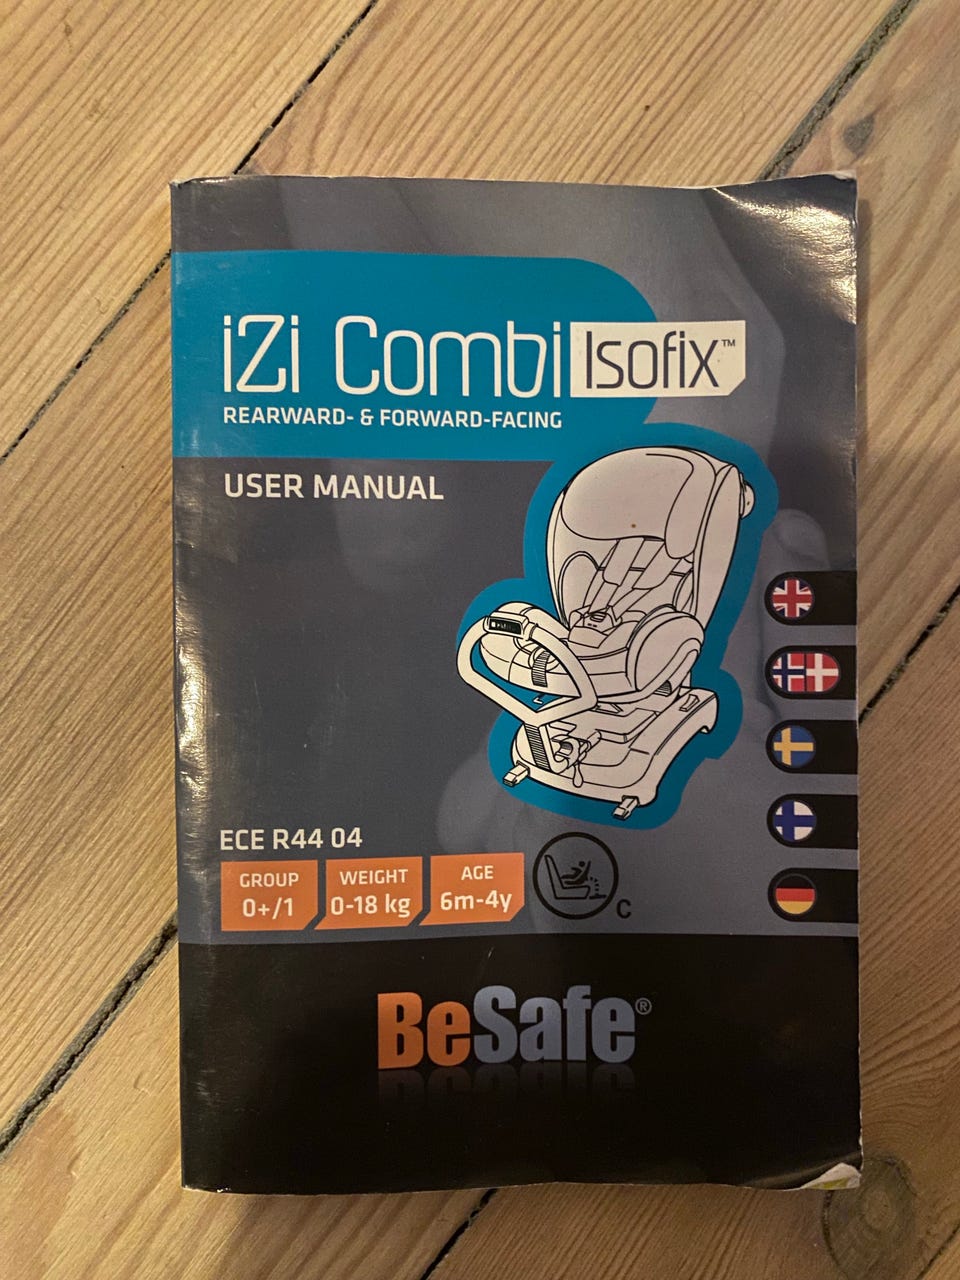 iZi Combi Isofix™
REARWARD- & FORWARD-FACING
USER MANUAL
ECE R44 04
GROUP
0+/1
WEIGHT
0-18 kg
AGE
6m-4y
C
BeSafe®